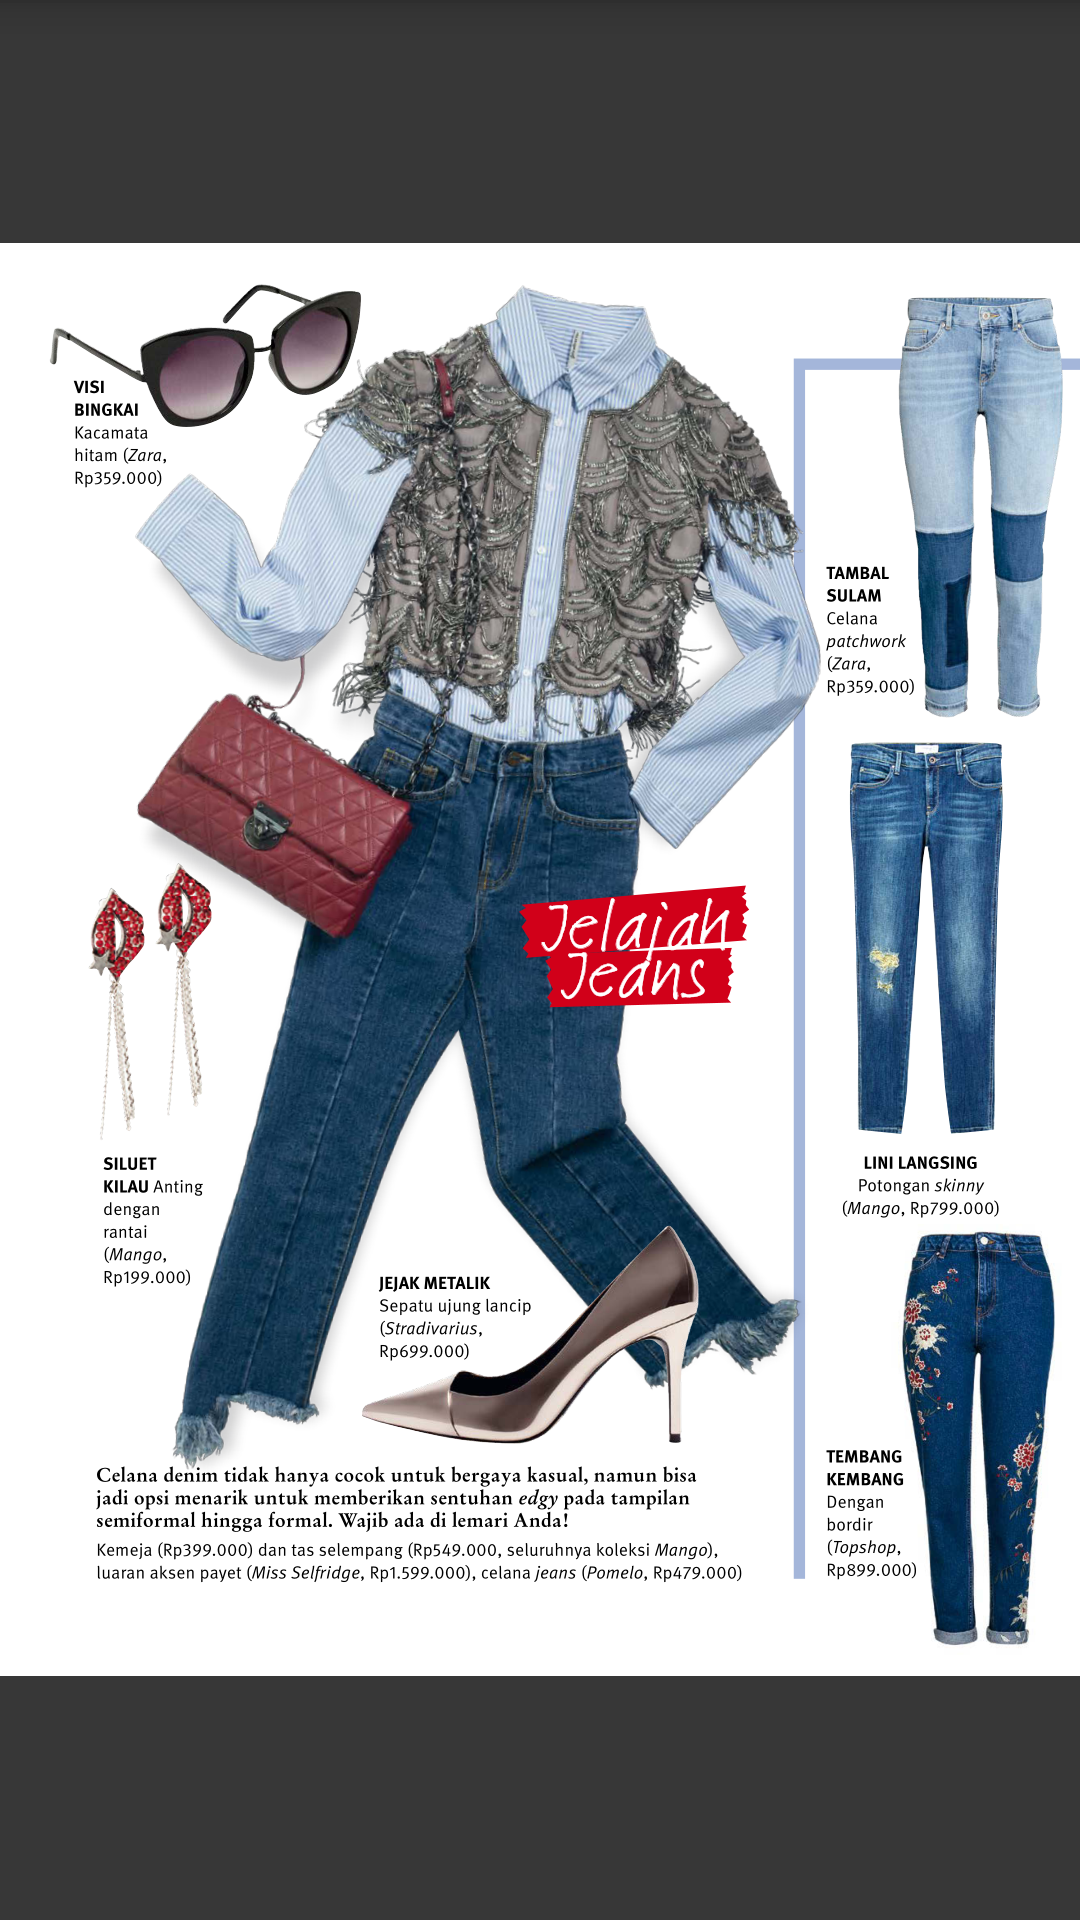 VISI
BINGKAI
Kacamata
hitam (Zara,
Rp359.000)
TAMBAL
SULAM
Celana
patchwork
(Zara,
Rp359.000)
Jelajah
Jeans
SILUET
KILAU Anting
dengan
rantai
(Mango,
Rp199.000)
LINI LANGSING
Potongan skinny
(Mango, Rp799.000)
JEJAK METALIK
Sepatu ujung lancip
(Stradivarius,
Rp699.000)
TEMBANG
KEMBANG
Dengan
bordir
(Topshop,
Rp899.000)
Celana denim tidak hanya cocok untuk bergaya kasual, namun bisa
jadi opsi menarik untuk memberikan sentuhan edgy pada tampilan
semiformal hingga formal. Wajib ada di lemari Anda!
Kemeja (Rp399.000) dan tas selempang (Rp549.000, seluruhnya koleksi Mango),
luaran aksen payet (Miss Selfridge, Rp1.599.000), celana jeans (Pomelo, Rp479.000)